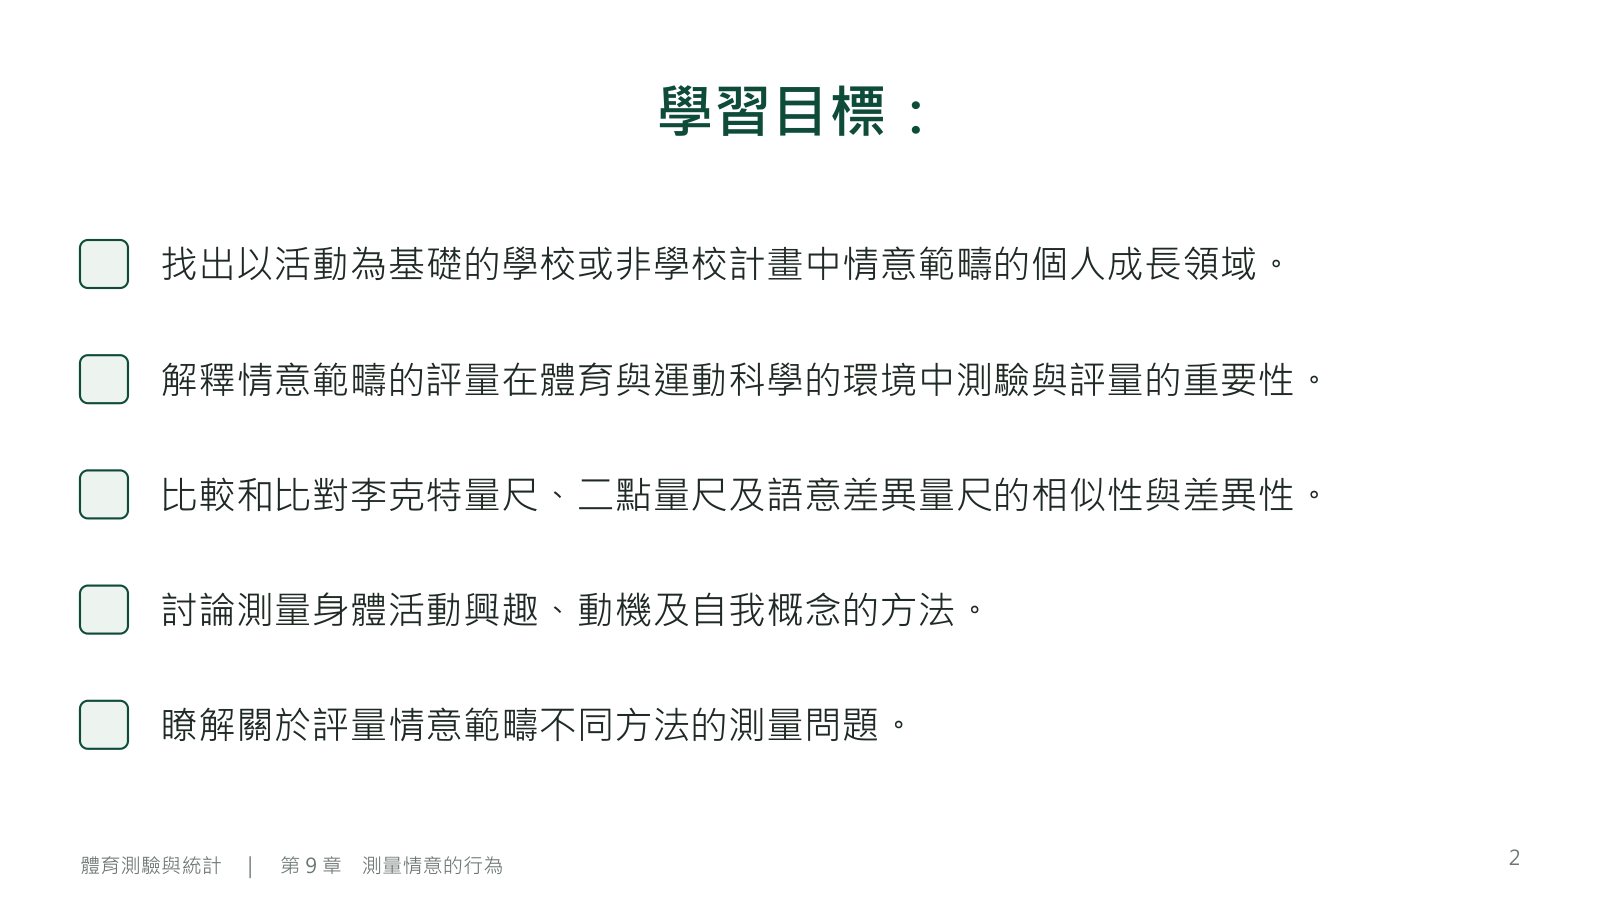 學習目標：
找出以活動為基礎的學校或非學校計畫中情意範疇的個人成長領域。
解釋情意範疇的評量在體育與運動科學的環境中測驗與評量的重要性。
比較和比對李克特量尺、二點量尺及語意差異量尺的相似性與差異性。
討論測量身體活動興趣、動機及自我概念的方法。
瞭解關於評量情意範疇不同方法的測量問題。
體育測驗與統計　|　第 9 章　測量情意的行為
2